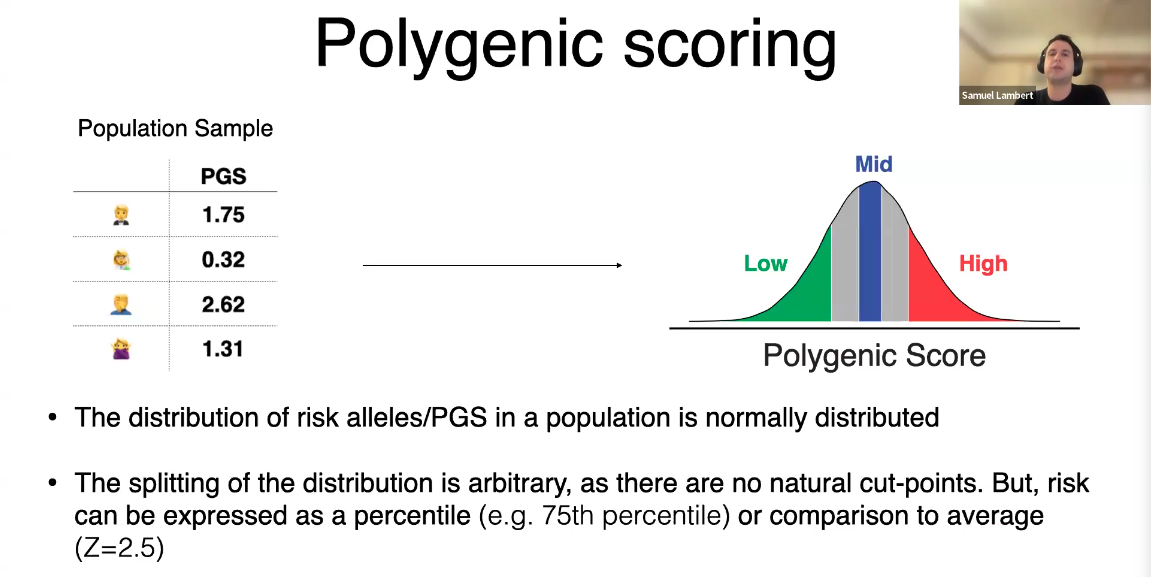 Polygenic scoring
Samuel Lambert
Population Sample
PGS
1.75
0.32
2.62
1.31
Mid
Low
High
Polygenic Score
• The distribution of risk alleles/PGS in a population is normally distributed
• The splitting of the distribution is arbitrary, as there are no natural cut-points. But, risk
can be expressed as a percentile (e.g. 75th percentile) or comparison to average
(Z=2.5)